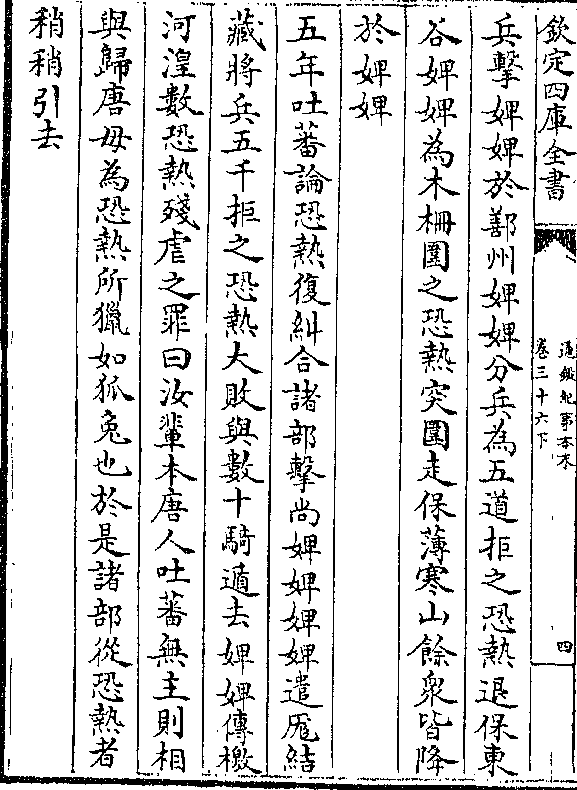 欽定四庫全書
通鑑紀事本末
卷三十六下
四
兵擊婢婢於鄯州婢婢分兵為五道拒之恐熱退保東
谷婢婢為木柵圍之恐熱突圍走保薄寒山餘衆皆降
於婢婢
五年吐蕃論恐熱復糾合諸部擊尚婢婢婢婢遣厖結
藏將兵五千拒之恐熱大敗與數十騎遁去婢婢傳檄
河湟數恐熱殘虐之罪曰汝輩本唐人吐蕃無主則相
與歸唐毋為恐熱所獵如狐兔也於是諸部從恐熱者
稍稍引去